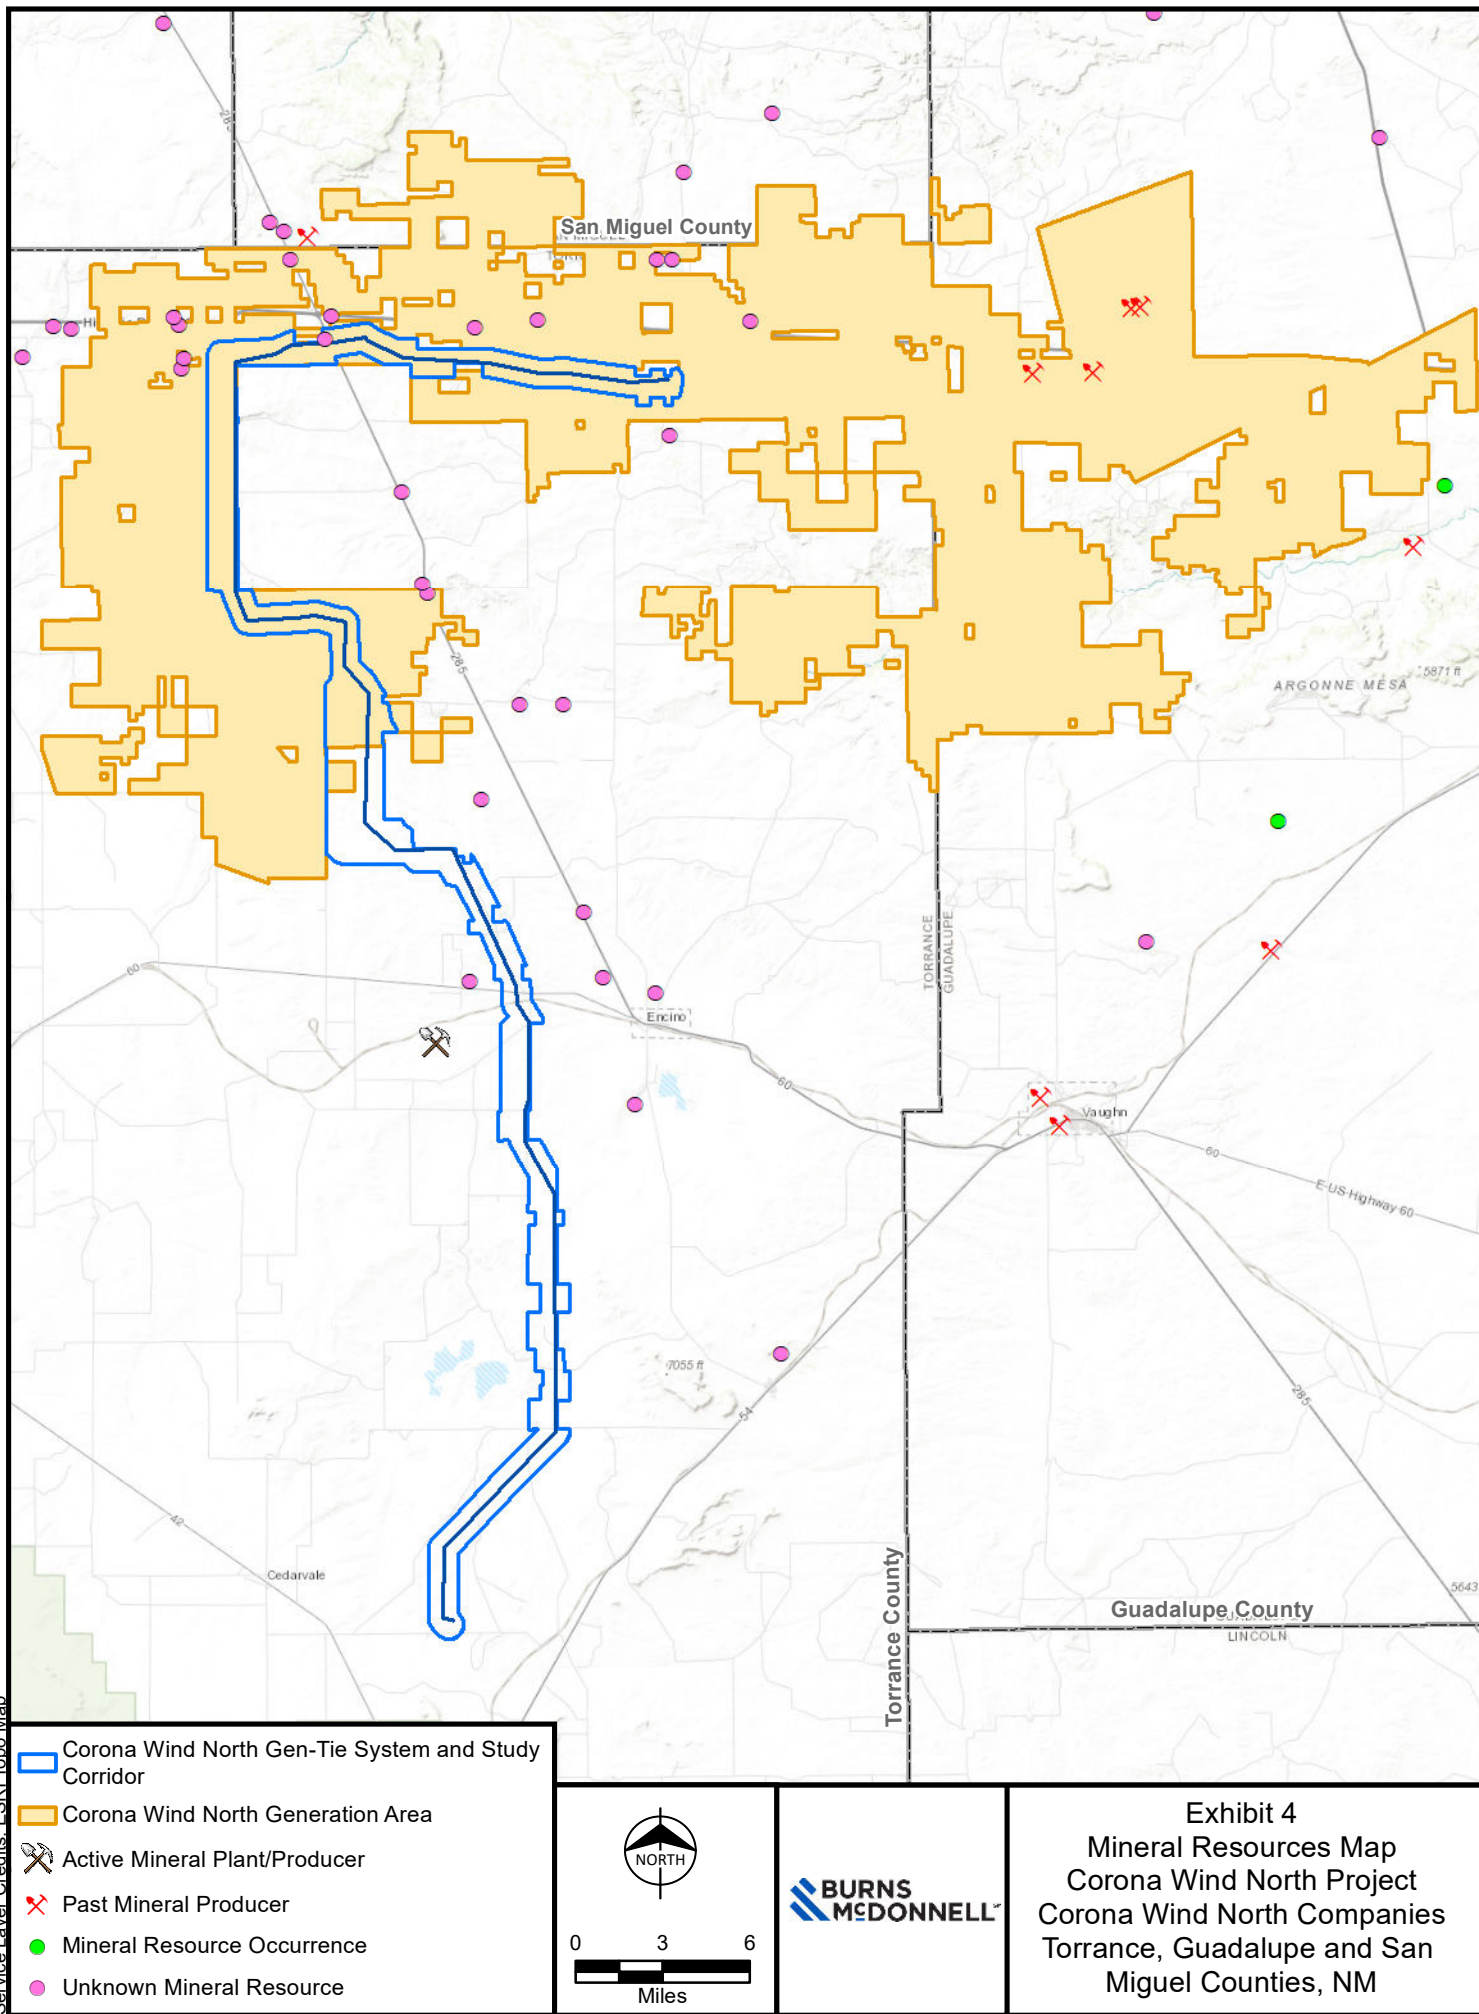 San Miguel County
285
ARGONNE MESA
5871 ft
TORRANCE
GUADALUPE
60
Encino
60
Vaughn
60
E US Highway 60
7055 ft
54
285
42
Cedarvale
Torrance County
Guadalupe County
LINCOLN
5643
Corona Wind North Gen-Tie System and Study
Corridor
Corona Wind North Generation Area
Active Mineral Plant/Producer
Past Mineral Producer
Mineral Resource Occurrence
Unknown Mineral Resource
NORTH
0 3 6
Miles
BURNS
MCDONNELL
Exhibit 4
Mineral Resources Map
Corona Wind North Project
Corona Wind North Companies
Torrance, Guadalupe and San
Miguel Counties, NM